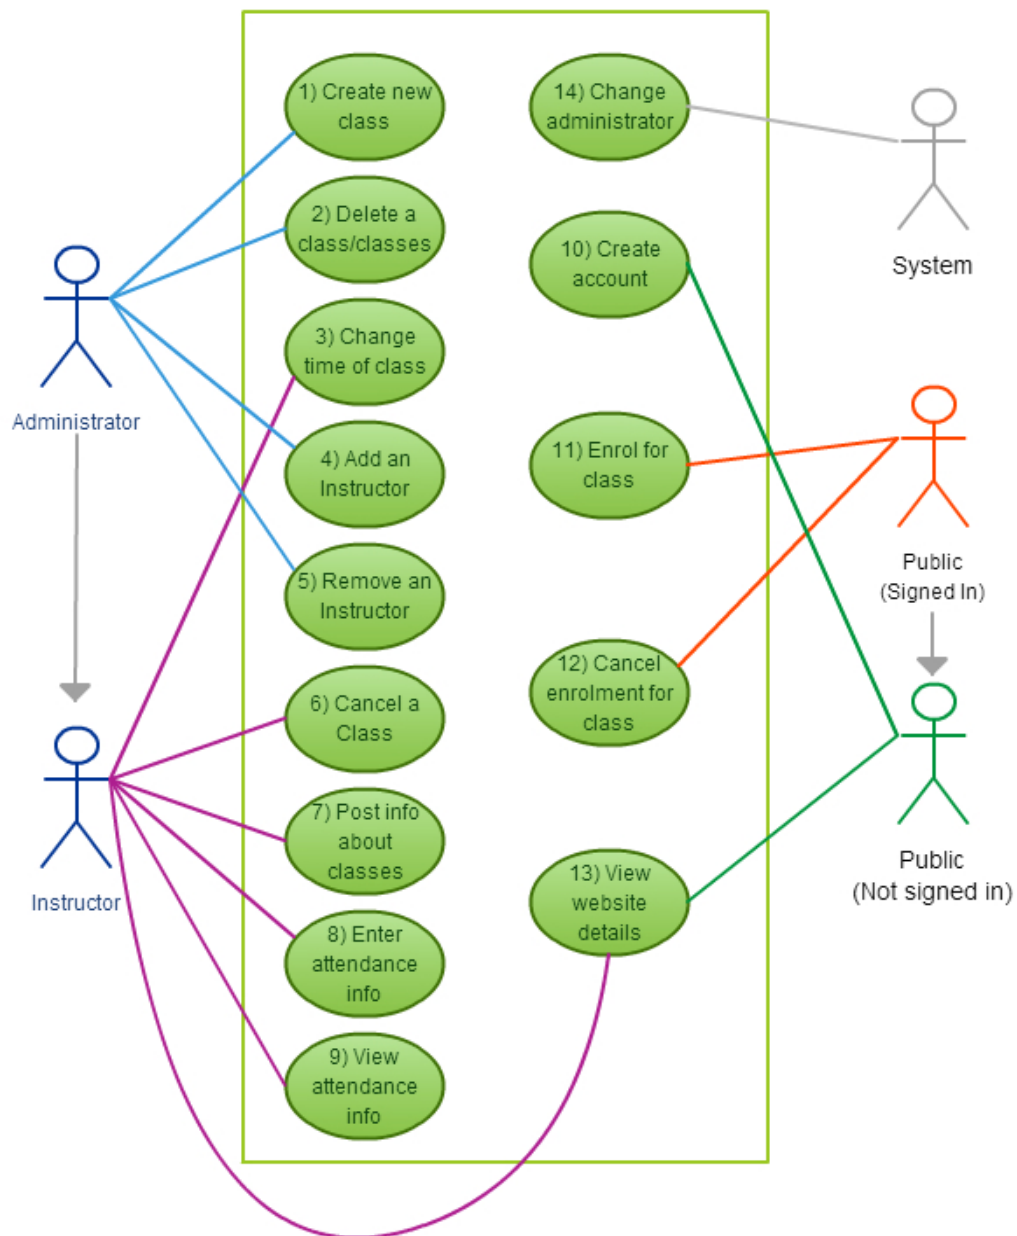 1) Create new
class
2) Delete a
class/classes
3) Change
time of class
4) Add an
Instructor
5) Remove an
Instructor
6) Cancel a
Class
7) Post info
about
classes
8) Enter
attendance
info
9) View
attendance
info
14) Change
administrator
10) Create
account
11) Enrol for
class
12) Cancel
enrolment for
class
13) View
website
details
Administrator
Instructor
System
Public
(Signed In)
Public
(Not signed in)